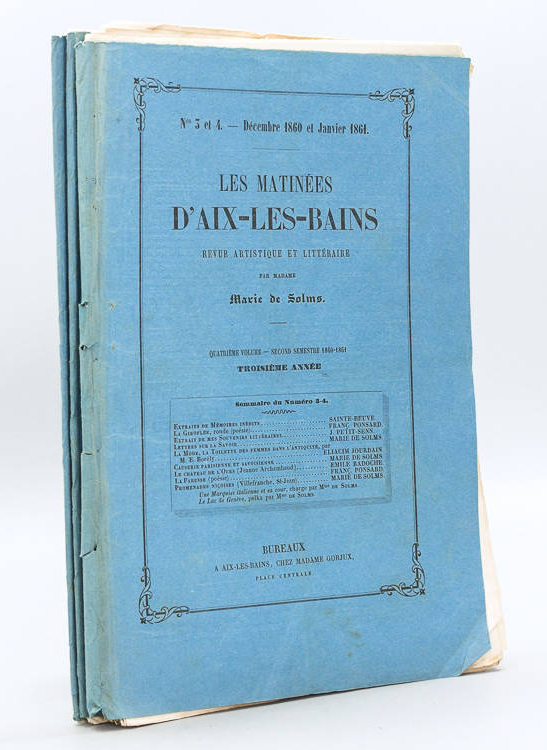 Nos 3 et 4. — Décembre 1860 et Janvier 1861.
LES MATINÉES
D'AIX-LES-BAINS
REVUE ARTISTIQUE ET LITTÉRAIRE
PAR MADAME
Marie de Solms.
QUATRIÈME VOLUME — SECOND SEMESTRE 1860-1861
TROISIÈME ANNÉE
Sommaire du Numéro 3-4.
EXTRAITS DE MÉMOIRES INÉDITS SAINTE-BEUVE.
LA GIROFLÉE, rondo (poésie) FRANÇ. PONSARD.
EXTRAIT DE MES SOUVENIRS LITTÉRAIRES J. PETIT-SENN.
LETTRES SUR LA SAVOIE MARIE DE SOLMS.
LA MODE, LA TOILETTE DES FEMMES DANS L'ANTIQUITÉ, par
M. E. Borély ELIACIM JOURDAIN
CAUSERIE PARISIENNE ET SAVOISIENNE MARIE DE SOLMS.
LE CHATEAU DE L'OURS (Jounoz Archombaud) ÉMILE BADOCHE.
LA PARESSE (poésie) FRANÇ. PONSARD.
PROMENADES NIÇOISES (Villefranche, St-Jean) MARIE DE SOLMS.
Une Marquise italienne et sa cour, charge par Mme DE SOLMS
Le Lac de Genève, polka par Mme DE SOLMS
BUREAUX
A AIX-LES-BAINS, CHEZ MADAME GORJUX,
PLACE CENTRALE.